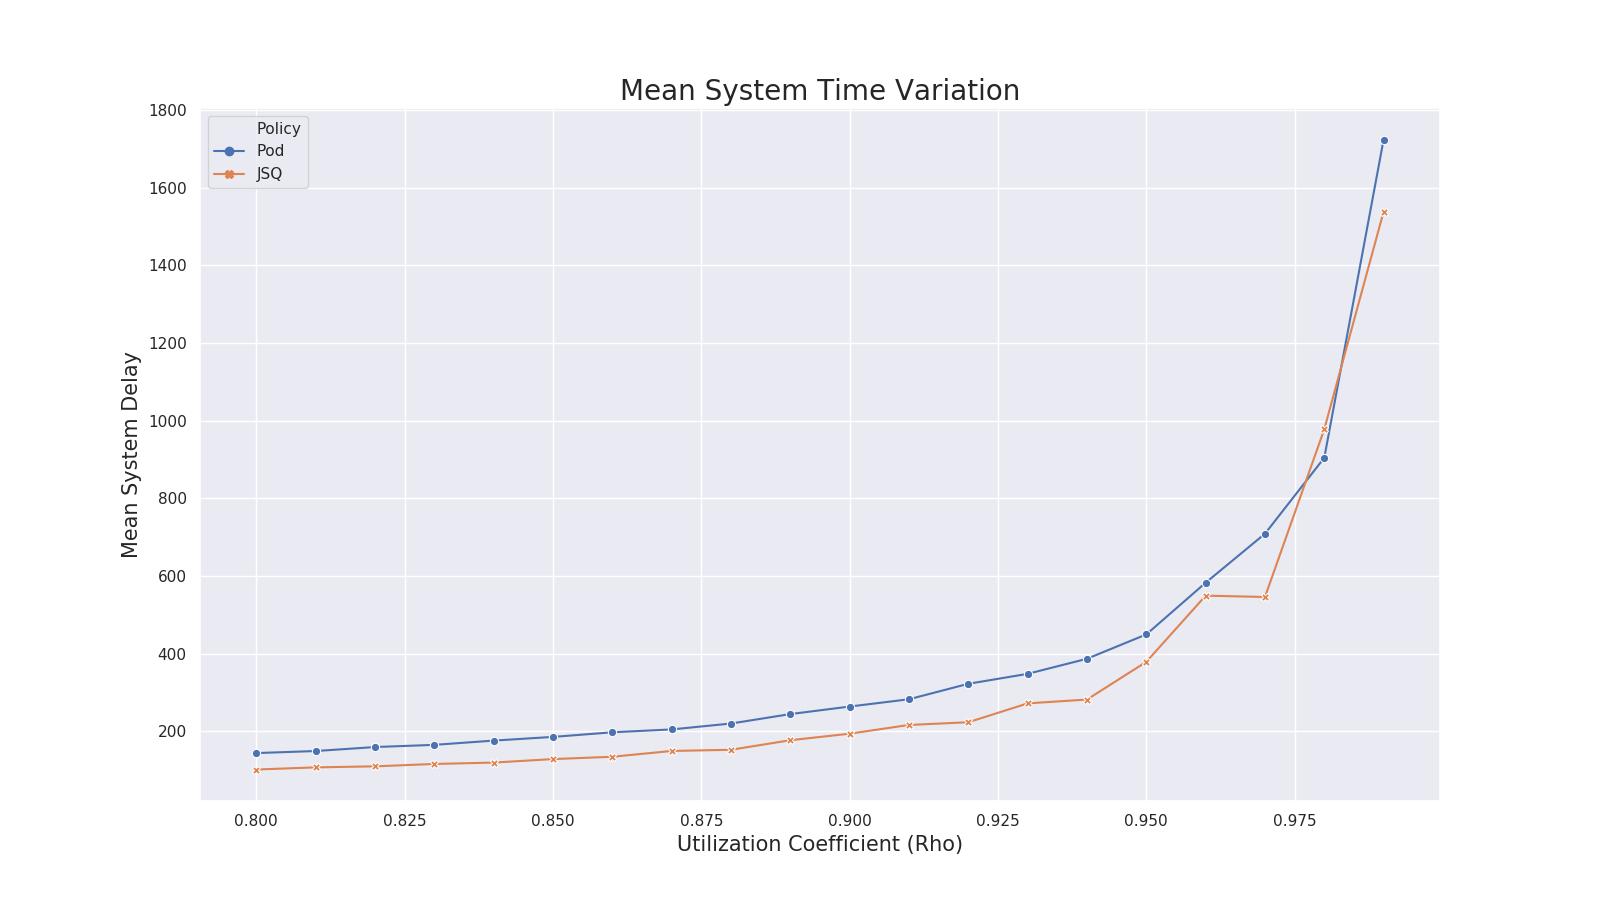 Mean System Time Variation
1800
1600
1400
1200
1000
800
600
400
200
Mean System Delay
Policy
Pod
JSQ
0.800 0.825 0.850 0.875 0.900 0.925 0.950 0.975
Utilization Coefficient (Rho)